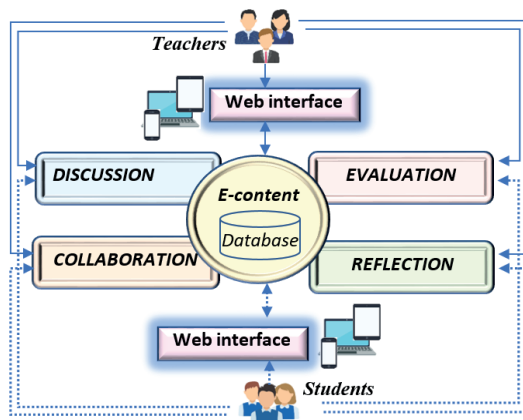 Teachers
Web interface
DISCUSSION
EVALUATION
E-content
Database
COLLABORATION
REFLECTION
Web interface
Students